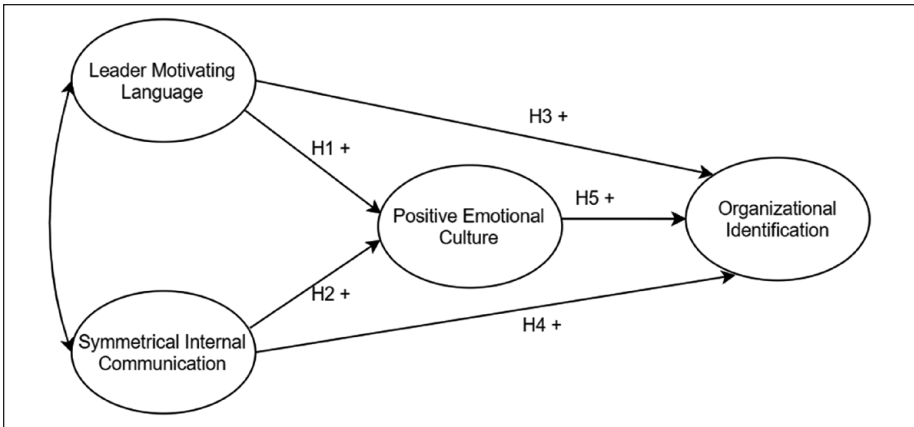 Leader Motivating
Language
H3 +
H1 +
Positive Emotional
Culture
H5 +
Organizational
Identification
H2 +
H4 +
Symmetrical Internal
Communication